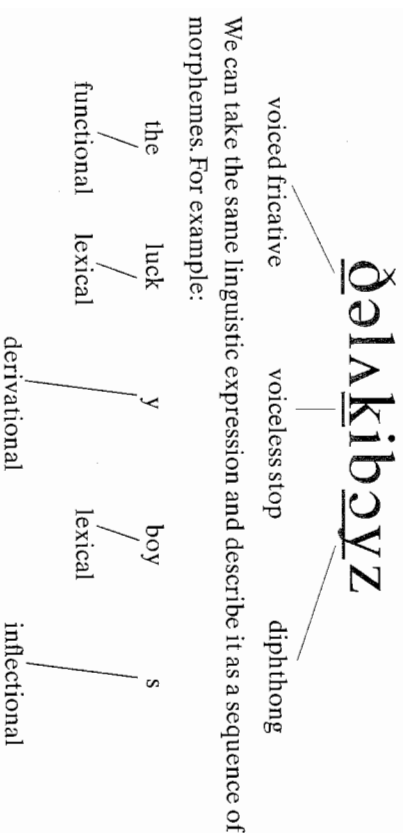 ðəlʌkibɔyz
voiced fricative voiceless stop diphthong
We can take the same linguistic expression and describe it as a sequence of
morphemes. For example:
the luck y boy s
functional lexical lexical
derivational inflectional